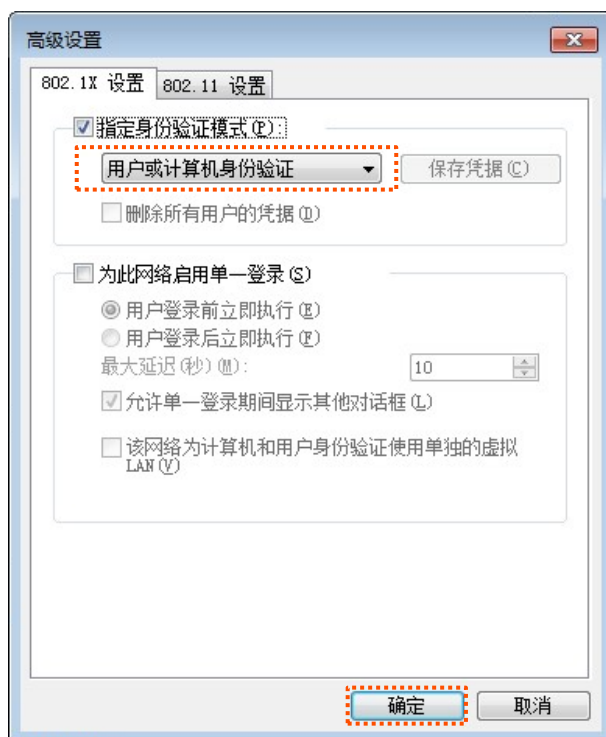 高级设置
802.1X 设置 802.11 设置
指定身份验证模式(P):
用户或计算机身份验证 保存凭据(C)
删除所有用户的凭据(D)
为此网络启用单一登录(S)
用户登录前立即执行(E)
用户登录后立即执行(F)
最大延迟(秒)(M): 10
允许单一登录期间显示其他对话框(L)
该网络为计算机和用户身份验证使用单独的虚拟
LAN(V)
确定 取消